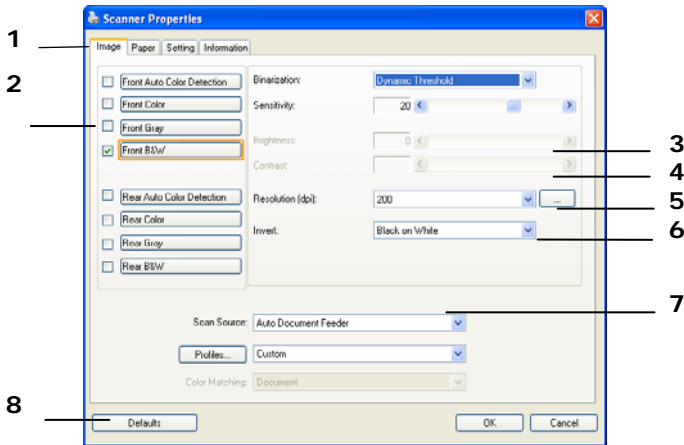 Scanner Properties
1
Image Paper Setting Information
2
Front Auto Color Detection
Front Color
Front Gray
Front B&W
Rear Auto Color Detection
Rear Color
Rear Gray
Rear B&W
Binarization: Dynamic Threshold
Sensitivity: 20
Brightness: 0
3
Contrast:
4
Resolution (dpi): 200 ...
5
Invert: Black on White
6
7
Scan Source: Auto Document Feeder
Profiles... Custom
Color Matching: Document
8
Defaults OK Cancel